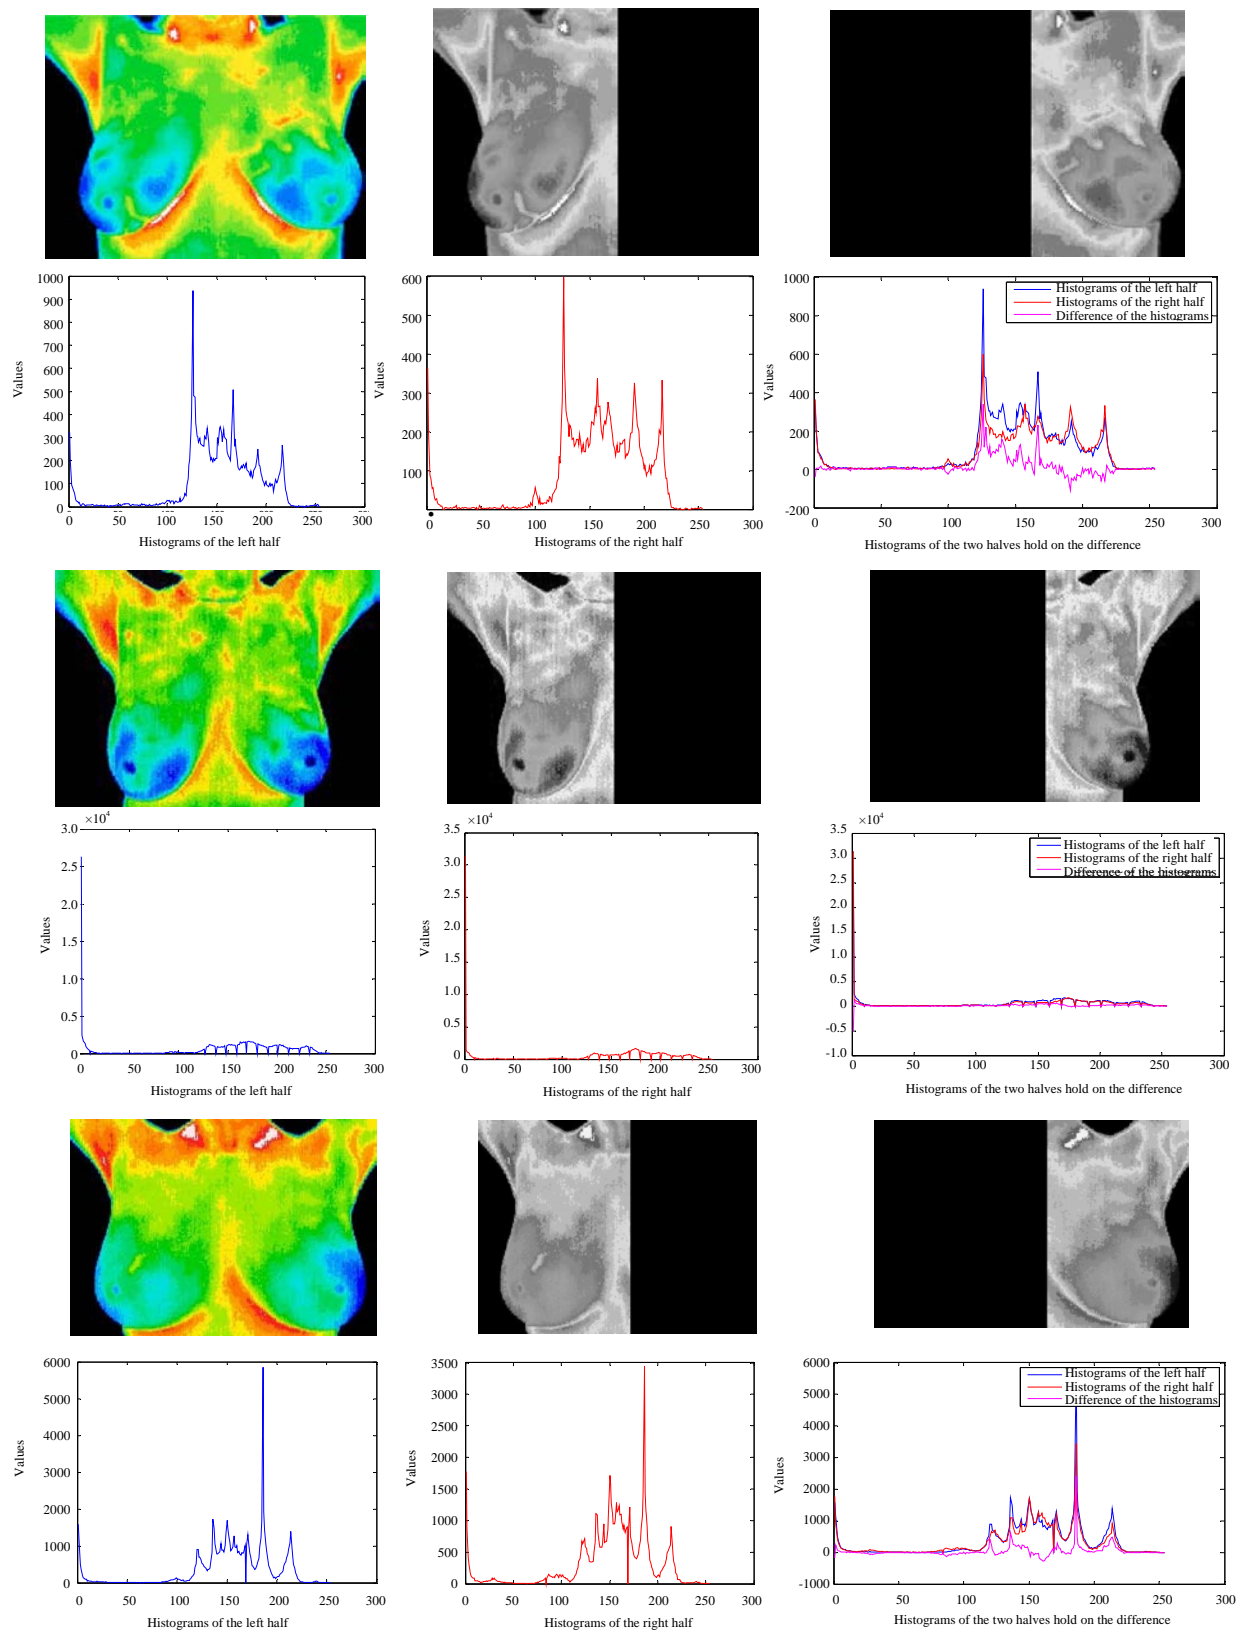 1000
900
800
700
600
500
400
300
200
100
0
Values
0 50 100 150 200 250 300
Histograms of the left half
600
500
400
300
200
100
Values
0 50 100 150 200 250 300
Histograms of the right half
1000
800
600
400
200
0
-200
Values
Histograms of the left half
Histograms of the right half
Difference of the histograms
0 50 100 150 200 250 300
Histograms of the two halves hold on the difference
×10⁴
3.0
2.5
2.0
1.5
1.0
0.5
0
Values
0 50 100 150 200 250 300
Histograms of the left half
×10⁴
3.5
3.0
2.5
2.0
1.5
1.0
0.5
0
Values
0 50 100 150 200 250 300
Histograms of the right half
×10⁴
3.5
3.0
2.5
2.0
1.5
1.0
0.5
0
-0.5
-1.0
Values
Histograms of the left half
Histograms of the right half
Difference of the histograms
0 50 100 150 200 250 300
Histograms of the two halves hold on the difference
6000
5000
4000
3000
2000
1000
0
Values
0 50 100 150 200 250 300
Histograms of the left half
3500
3000
2500
2000
1500
1000
500
0
Values
0 50 100 150 200 250 300
Histograms of the right half
6000
5000
4000
3000
2000
1000
0
-1000
Values
Histograms of the left half
Histograms of the right half
Difference of the histograms
0 50 100 150 200 250 300
Histograms of the two halves hold on the difference